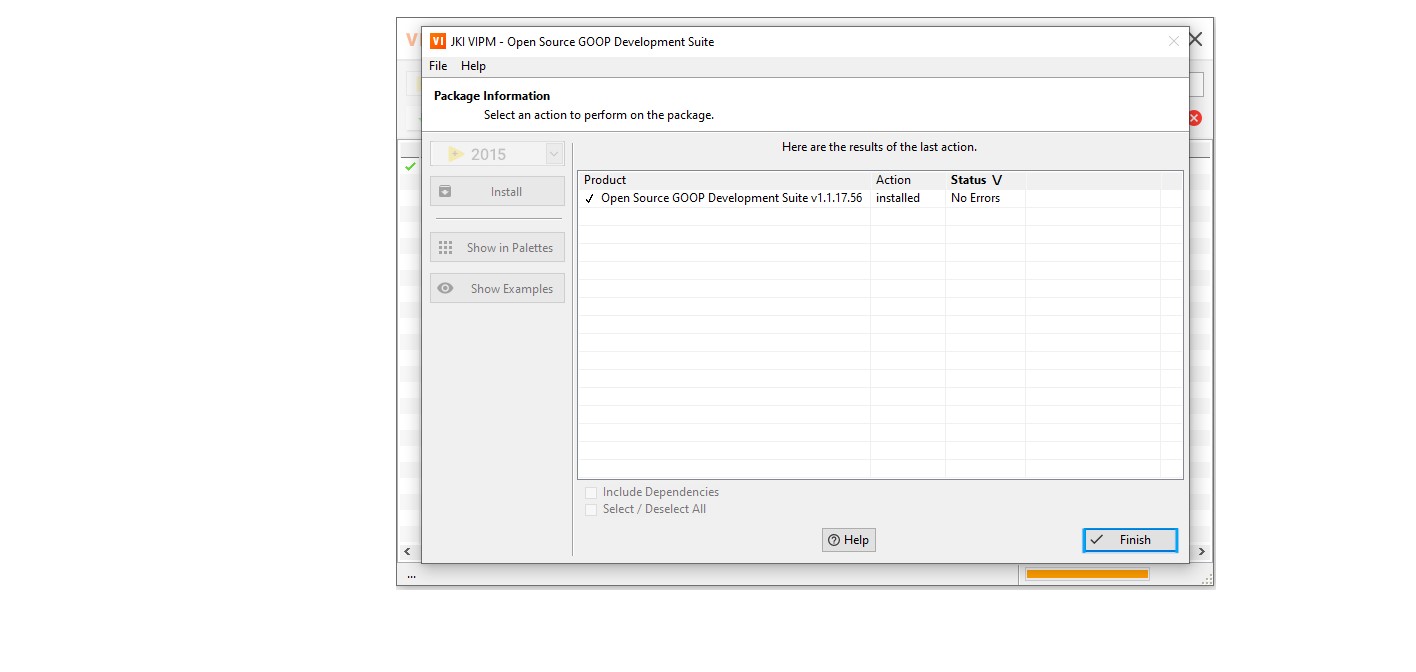 VI
VI JKI VIPM - Open Source GOOP Development Suite
File Help
Package Information
Select an action to perform on the package.
2015
Install
Show in Palettes
Show Examples
Here are the results of the last action.
Product Action Status V
✓ Open Source GOOP Development Suite v1.1.17.56 installed No Errors
Include Dependencies
Select / Deselect All
Help
Finish
...